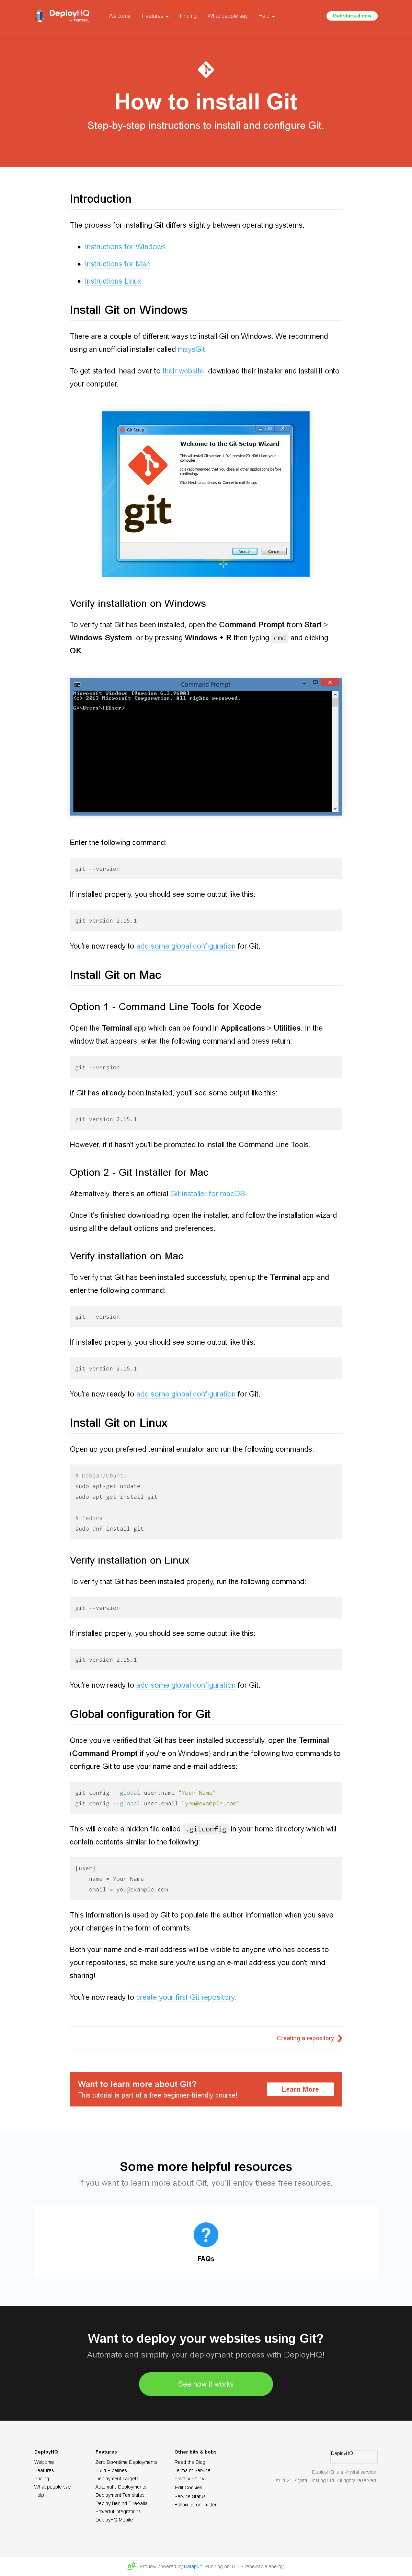 DeployHQ
Welcome
Features
Pricing
What people say
Help
Get started now
How to install Git
Step-by-step instructions to install and configure Git.
Introduction
The process for installing Git differs slightly between operating systems.
Instructions for Windows
Instructions for Mac
Instructions Linux
Install Git on Windows
There are a couple of different ways to install Git on Windows. We recommend
using an unofficial installer called msysGit.
To get started, head over to their website, download their installer and install it onto
your computer.
Git Setup
Welcome to the Git Setup Wizard
It is recommended that you close all other applications before
continuing.
Click Next to continue, or Cancel to exit Setup.
git
Next >
Cancel
Verify installation on Windows
To verify that Git has been installed, open the Command Prompt from Start >
Windows System, or by pressing Windows + R then typing cmd and clicking
OK.
Command Prompt
Microsoft Windows [Version 6.3.9600]
(c) 2013 Microsoft Corporation. All rights reserved.
C:\Users\IEUser>
Enter the following command:
git --version
If installed properly, you should see some output like this:
git version 2.15.1
You're now ready to add some global configuration for Git.
Install Git on Mac
Option 1 - Command Line Tools for Xcode
Open the Terminal app which can be found in Applications > Utilities. In the
window that appears, enter the following command and press return:
git --version
If Git has already been installed, you'll see some output like this:
git version 2.15.1
However, if it hasn't you'll be prompted to install the Command Line Tools.
Option 2 - Git Installer for Mac
Alternatively, there's an official Git installer for macOS.
Once it's finished downloading, open the installer, and follow the installation wizard
using all the default options and preferences.
Verify installation on Mac
To verify that Git has been installed successfully, open up the Terminal app and
enter the following command:
git --version
If installed properly, you should see some output like this:
git version 2.15.1
You're now ready to add some global configuration for Git.
Install Git on Linux
Open up your preferred terminal emulator and run the following commands:
# Debian/Ubuntu
sudo apt-get update
sudo apt-get install git
# Fedora
sudo dnf install git
Verify installation on Linux
To verify that Git has been installed properly, run the following command:
git --version
If installed properly, you should see some output like this:
git version 2.15.1
You're now ready to add some global configuration for Git.
Global configuration for Git
Once you've verified that Git has been installed successfully, open the Terminal
(Command Prompt if you're on Windows) and run the following two commands to
configure Git to use your name and e-mail address:
git config --global user.name "Your Name"
git config --global user.email "you@example.com"
This will create a hidden file called .gitconfig in your home directory which will
contain contents similar to the following:
[user]
name = Your Name
email = you@example.com
This information is used by Git to populate the author information when you save
your changes in the form of commits.
Both your name and e-mail address will be visible to anyone who has access to
your repositories, so make sure you're using an e-mail address you don't mind
sharing!
You're now ready to create your first Git repository.
Creating a repository
Want to learn more about Git?
This tutorial is part of a free beginner-friendly course!
Learn More
Some more helpful resources
If you want to learn more about Git, you'll enjoy these free resources.
FAQs
Want to deploy your websites using Git?
Automate and simplify your deployment process with DeployHQ!
See how it works
DeployHQ
Welcome
Features
Pricing
What people say
Help
Features
Zero Downtime Deployments
Build Pipelines
Deployment Targets
Automatic Deployments
Deployment Templates
Deploy Behind Firewalls
Powerful Integrations
DeployHQ Mobile
Other bits & bobs
Read the Blog
Terms of Service
Privacy Policy
Edit Cookies
Service Status
Follow us on Twitter
DeployHQ
DeployHQ is a Krystal service
© 2021 Krystal Hosting Ltd. All rights reserved
Proudly powered by Katapult. Running on 100% renewable energy.